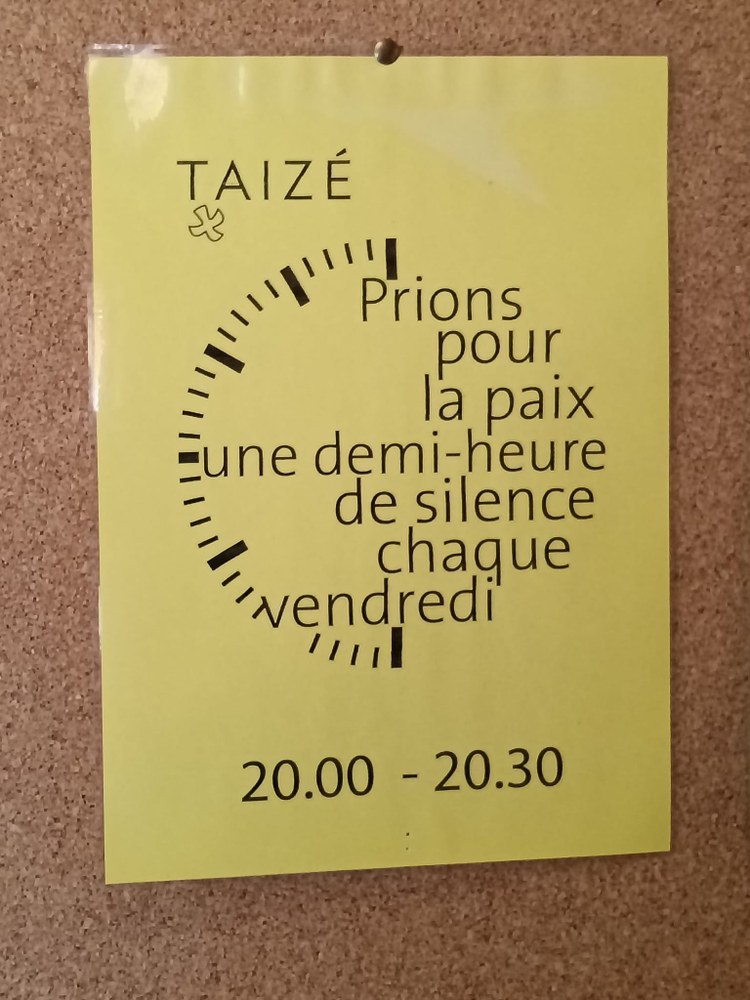 TAIZÉ
Prions
pour
la paix
une demi-heure
de silence
chaque
vendredi
20.00 - 20.30